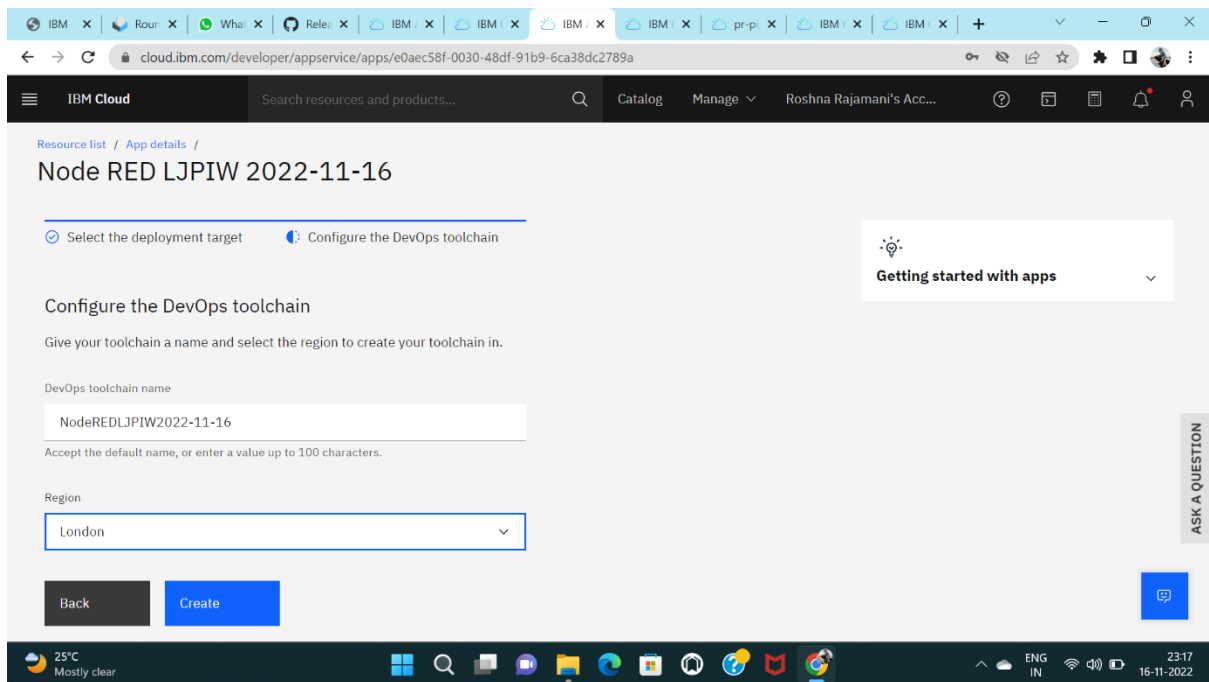 IBM Roun What Relea IBM / IBM ( IBM / IBM ( pr-pi IBM ( IBM (
cloud.ibm.com/developer/appservice/apps/e0aec58f-0030-48df-91b9-6ca38dc2789a
IBM Cloud Search resources and products... Catalog Manage Roshna Rajamani's Acc...
Resource list / App details /
Node RED LJPIW 2022-11-16
Select the deployment target Configure the DevOps toolchain
Getting started with apps
Configure the DevOps toolchain
Give your toolchain a name and select the region to create your toolchain in.
DevOps toolchain name
NodeREDLJPIW2022-11-16
Accept the default name, or enter a value up to 100 characters.
Region
London
Back Create
ASK A QUESTION
25°C
Mostly clear
ENG
IN
23:17
16-11-2022